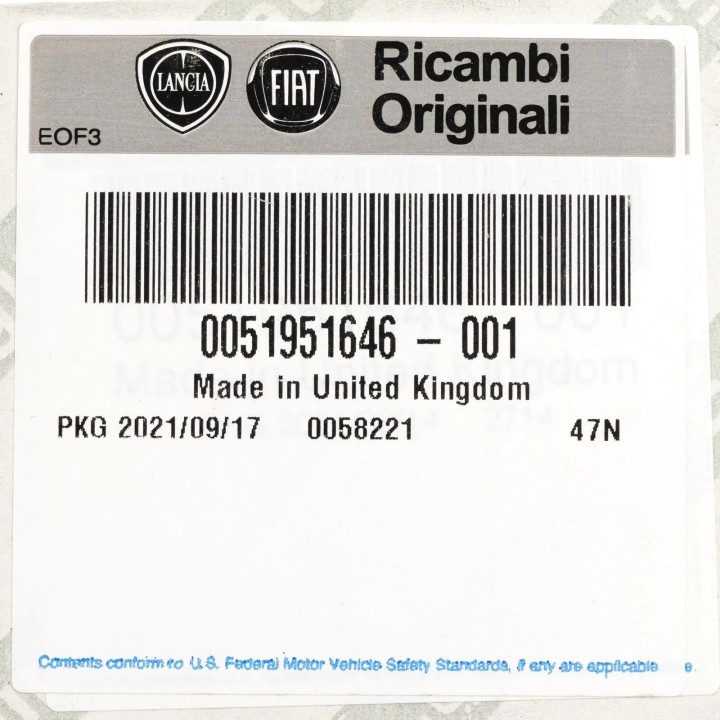 LANCIA FIAT Ricambi
Originali
EOF3
0051951646 - 001
Made in United Kingdom
PKG 2021/09/17 0058221 47N
Contents conform to U.S. Federal Motor Vehicle Safety Standards, if any are applicable